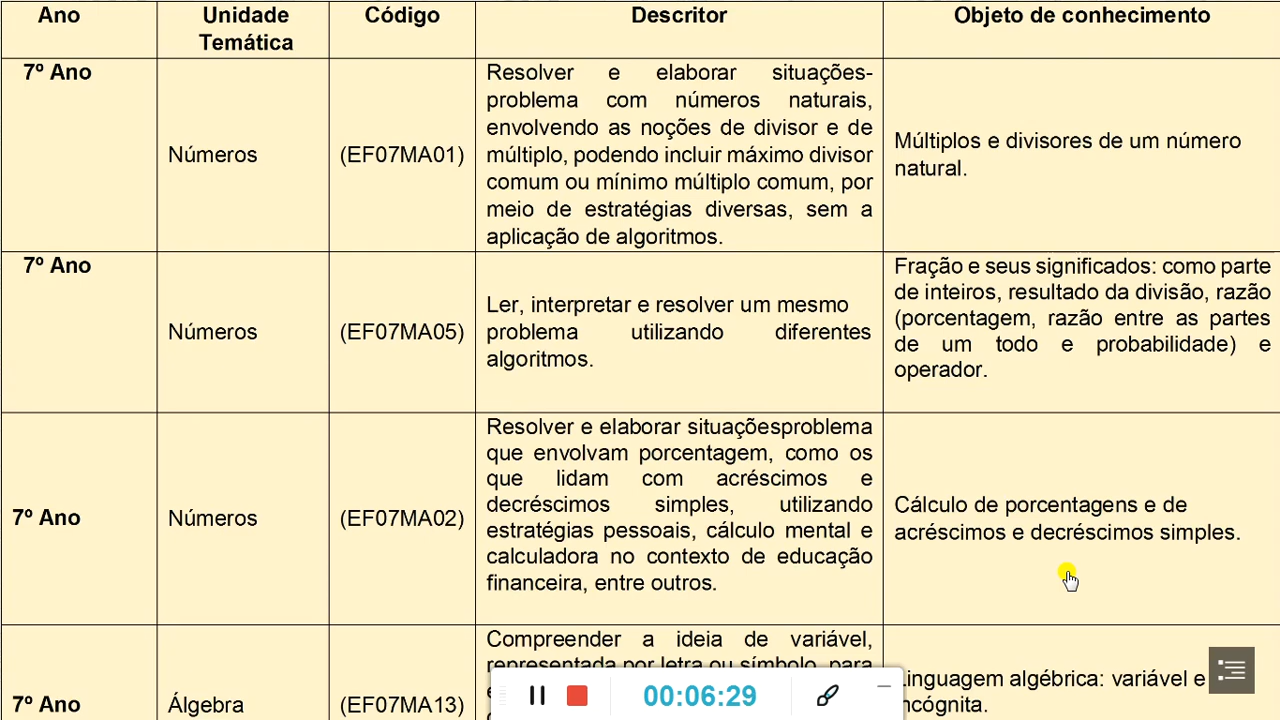 Ano
Unidade
Temática
Código
Descritor
Objeto de conhecimento
7º Ano
Números
(EF07MA01)
Resolver e elaborar situações-
problema com números naturais,
envolvendo as noções de divisor e de
múltiplo, podendo incluir máximo divisor
comum ou mínimo múltiplo comum, por
meio de estratégias diversas, sem a
aplicação de algoritmos.
Múltiplos e divisores de um número
natural.
7º Ano
Números
(EF07MA05)
Ler, interpretar e resolver um mesmo
problema utilizando diferentes
algoritmos.
Fração e seus significados: como parte
de inteiros, resultado da divisão, razão
(porcentagem, razão entre as partes
de um todo e probabilidade) e
operador.
7º Ano
Números
(EF07MA02)
Resolver e elaborar situaçõesproblema
que envolvam porcentagem, como os
que lidam com acréscimos e
decréscimos simples, utilizando
estratégias pessoais, cálculo mental e
calculadora no contexto de educação
financeira, entre outros.
Cálculo de porcentagens e de
acréscimos e decréscimos simples.
7º Ano
Álgebra
(EF07MA13)
Compreender a ideia de variável,
representada por letra ou símbolo, para
Linguagem algébrica: variável e
incógnita.
00:06:29